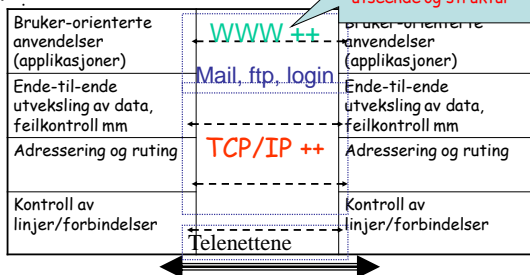 utseende og struktur
Bruker-orienterte
anvendelser
(applikasjoner)
Ende-til-ende
utveksling av data,
feilkontroll mm
Adressering og ruting
Kontroll av
linjer/forbindelser
WWW ++
Mail, ftp, login
TCP/IP ++
Telenettene
Bruker-orienterte
anvendelser
(applikasjoner)
Ende-til-ende
utveksling av data,
feilkontroll mm
Adressering og ruting
Kontroll av
linjer/forbindelser